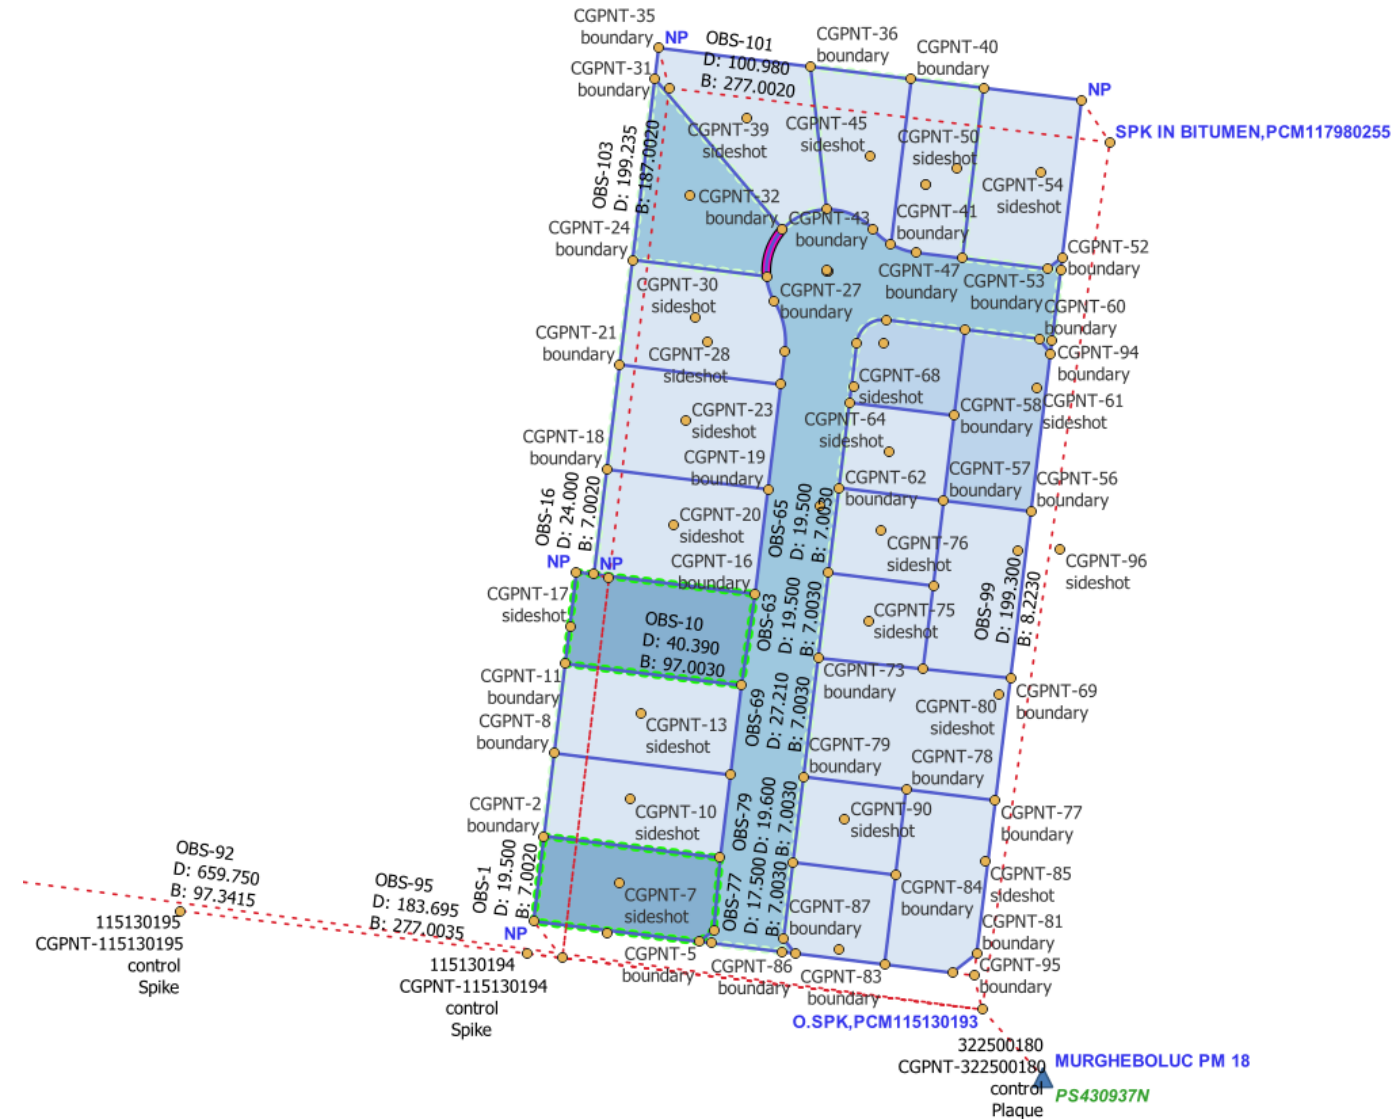 CGPNT-35
boundary
NP
OBS-101
D: 100.980
B: 277.0020
CGPNT-36
boundary
CGPNT-40
boundary
CGPNT-31
boundary
NP
SPK IN BITUMEN,PCM117980255
OBS-103
D: 199.235
B: 187.0020
CGPNT-39
sideshot
CGPNT-45
sideshot
CGPNT-50
sideshot
CGPNT-54
sideshot
CGPNT-32
boundary
CGPNT-43
boundary
CGPNT-41
boundary
CGPNT-24
boundary
CGPNT-52
boundary
CGPNT-47
boundary
CGPNT-53
boundary
CGPNT-30
sideshot
CGPNT-27
boundary
CGPNT-60
boundary
CGPNT-21
boundary
CGPNT-28
sideshot
CGPNT-94
boundary
CGPNT-68
sideshot
CGPNT-58
boundary
CGPNT-61
sideshot
CGPNT-23
sideshot
CGPNT-64
sideshot
CGPNT-18
boundary
CGPNT-19
boundary
CGPNT-62
boundary
CGPNT-57
boundary
CGPNT-56
boundary
OBS-16
D: 24.000
B: 7.0020
CGPNT-20
sideshot
OBS-65
D: 19.500
B: 7.0030
CGPNT-76
sideshot
CGPNT-96
sideshot
NP
NP
CGPNT-16
boundary
CGPNT-17
sideshot
OBS-10
D: 40.390
B: 97.0030
OBS-63
D: 19.500
B: 7.0030
CGPNT-75
sideshot
OBS-99
D: 199.300
B: 8.2230
CGPNT-11
boundary
CGPNT-73
boundary
CGPNT-69
boundary
CGPNT-8
boundary
CGPNT-13
sideshot
OBS-69
D: 27.210
B: 7.0030
CGPNT-80
sideshot
CGPNT-79
boundary
CGPNT-78
boundary
CGPNT-2
boundary
CGPNT-10
sideshot
OBS-79
D: 19.600
B: 7.0030
CGPNT-90
sideshot
CGPNT-77
boundary
OBS-92
D: 659.750
B: 97.3415
OBS-95
D: 183.695
B: 277.0035
OBS-1
D: 19.500
B: 7.0020
CGPNT-7
sideshot
OBS-77
D: 17.500
B: 7.0030
CGPNT-87
boundary
CGPNT-84
boundary
CGPNT-85
sideshot
CGPNT-81
boundary
115130195
CGPNT-115130195
control
Spike
NP
115130194
CGPNT-115130194
control
Spike
CGPNT-5
boundary
CGPNT-86
boundary
CGPNT-83
boundary
CGPNT-95
boundary
O.SPK,PCM115130193
322500180
CGPNT-322500180
control
Plaque
MURGHEBOLUC PM 18
PS430937N